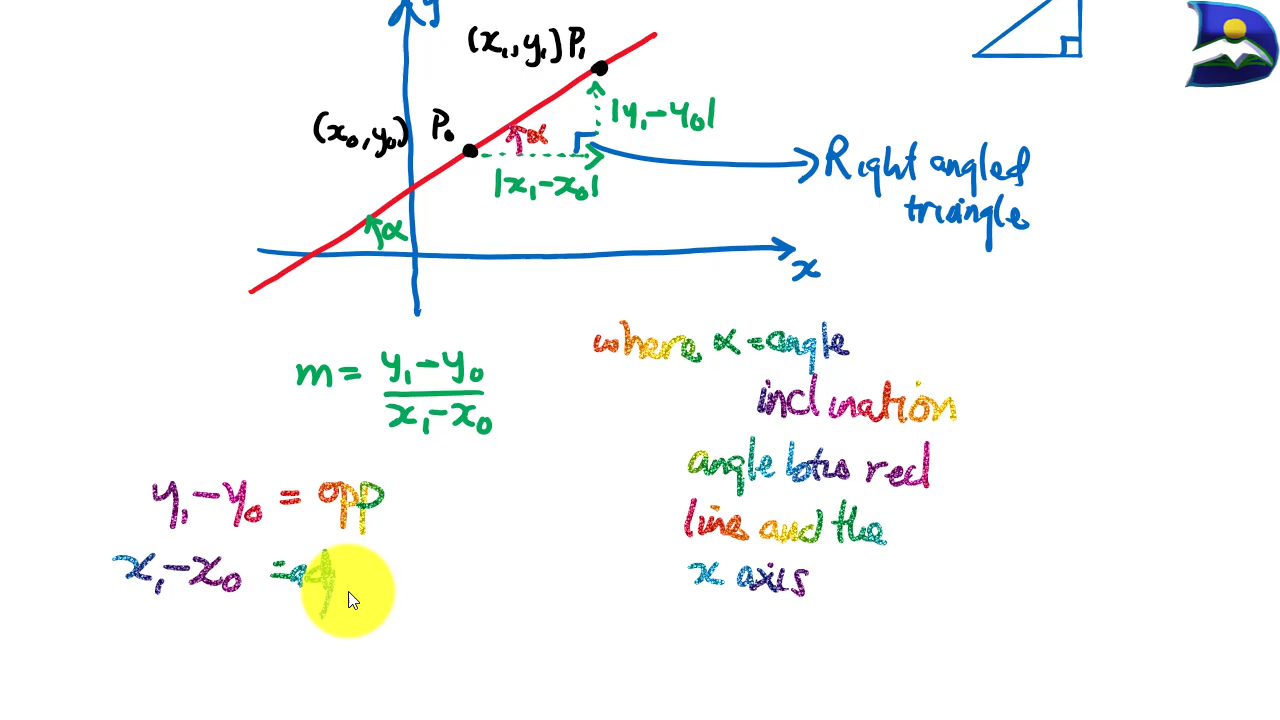 y
(x₁, y₁) P₁
(x₀, y₀) P₀
α
|y₁ − y₀|
|x₁ − x₀|
Right angled
triangle
α
x
m = y₁ − y₀
x₁ − x₀
where α = angle
inclination
angle btw red
line and the
x axis
y₁ − y₀ = opp
x₁ − x₀ = adj